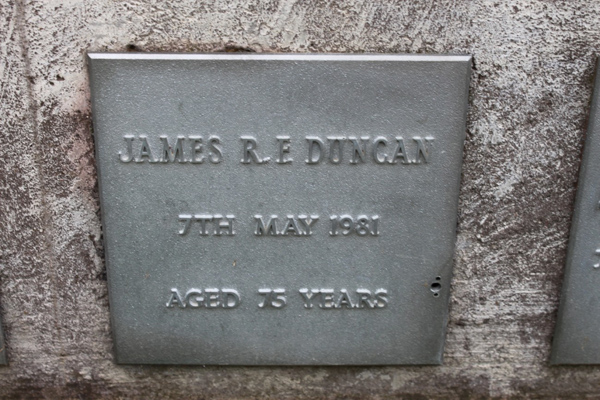 JAMES R.E DUNCAN
7TH MAY 1981
AGED 75 YEARS